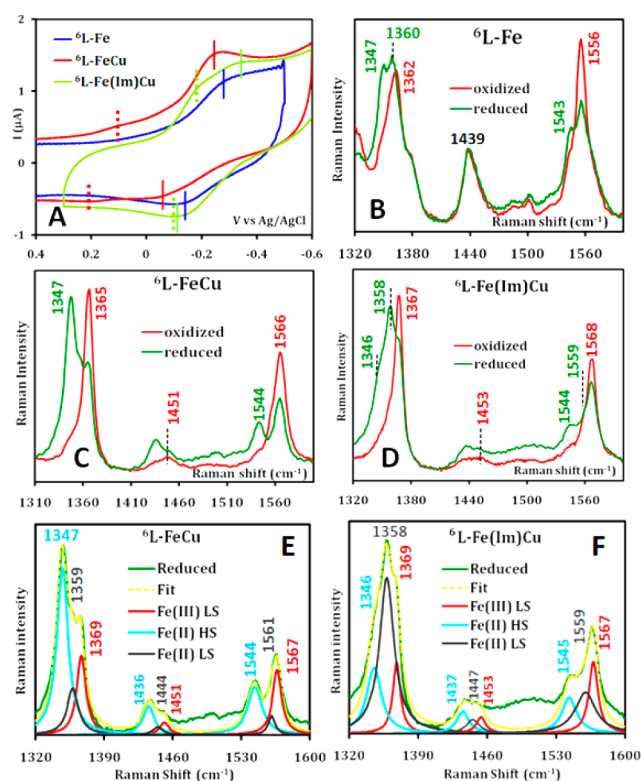 2
1
0
-1
i (µA)
⁶L-Fe
⁶L-FeCu
⁶L-Fe(Im)Cu
A
V vs Ag/AgCl
0.4 0.2 0 -0.2 -0.4 -0.6
⁶L-Fe
1347
1360
1362
1439
1543
1556
oxidized
reduced
B
Raman Intensity
Raman shift (cm⁻¹)
1320 1380 1440 1500 1560
⁶L-FeCu
1347
1365
1451
1544
1566
oxidized
reduced
C
Raman Intensity
Raman shift (cm⁻¹)
1310 1360 1410 1460 1510 1560
⁶L-Fe(Im)Cu
1346
1358
1367
1453
1544
1559
1568
oxidized
reduced
D
Raman Intensity
Raman shift (cm⁻¹)
1320 1380 1440 1500 1560
⁶L-FeCu
E
1347
1359
1369
1436
1444
1451
1544
1561
1567
Reduced
Fit
Fe(III) LS
Fe(II) HS
Fe(II) LS
Raman intensity
Raman Shift (cm⁻¹)
1320 1390 1460 1530 1600
⁶L-Fe(Im)Cu
F
1346
1358
1369
1437
1447
1453
1545
1559
1567
Reduced
Fit
Fe(III) LS
Fe(II) HS
Fe(II) LS
Raman intensity
Raman Shift (cm⁻¹)
1320 1390 1460 1530 1600